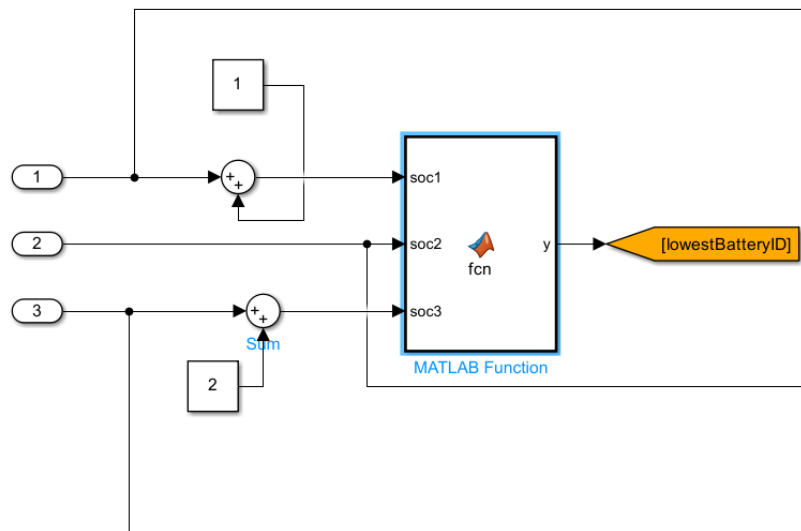 1
1
+
+
soc1
2
soc2
fcn
y
[lowestBatteryID]
3
+
+
soc3
Sum
2
MATLAB Function